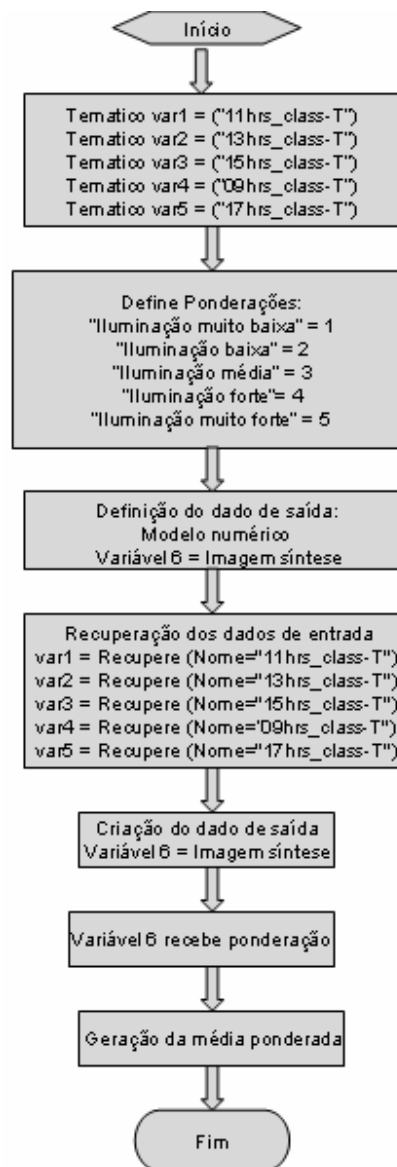 Início
Tematico var1 = ("11hrs_class-T")
Tematico var2 = ("13hrs_class-T")
Tematico var3 = ("15hrs_class-T")
Tematico var4 = ("09hrs_class-T")
Tematico var5 = ("17hrs_class-T")
Define Ponderações:
"Iluminação muito baixa" = 1
"Iluminação baixa" = 2
"Iluminação média" = 3
"Iluminação forte"= 4
"Iluminação muito forte" = 5
Definição do dado de saída:
Modelo numérico
Variável 6 = Imagem síntese
Recuperação dos dados de entrada
var1 = Recupere (Nome="11hrs_class-T")
var2 = Recupere (Nome="13hrs_class-T")
var3 = Recupere (Nome="15hrs_class-T")
var4 = Recupere (Nome='09hrs_class-T")
var5 = Recupere (Nome="17hrs_class-T")
Criação do dado de saída
Variável 6 = Imagem síntese
Variável 6 recebe ponderação
Geração da média ponderada
Fim